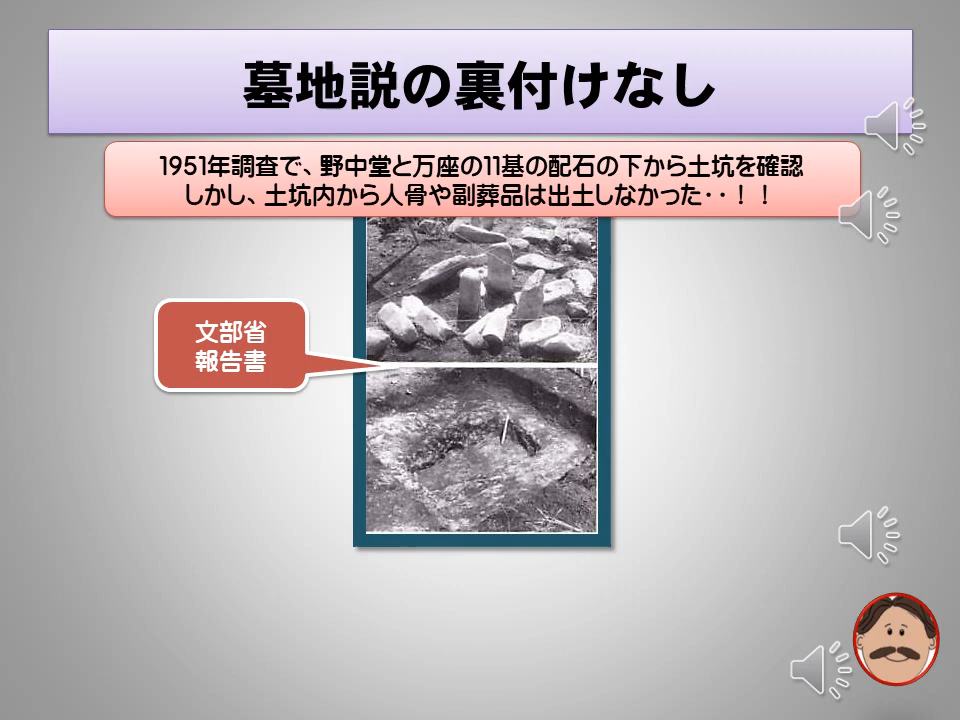 墓地説の裏付けなし
1951年調査で、野中堂と万座の11基の配石の下から土坑を確認
しかし、土坑内から人骨や副葬品は出土しなかった・・！！
文部省
報告書